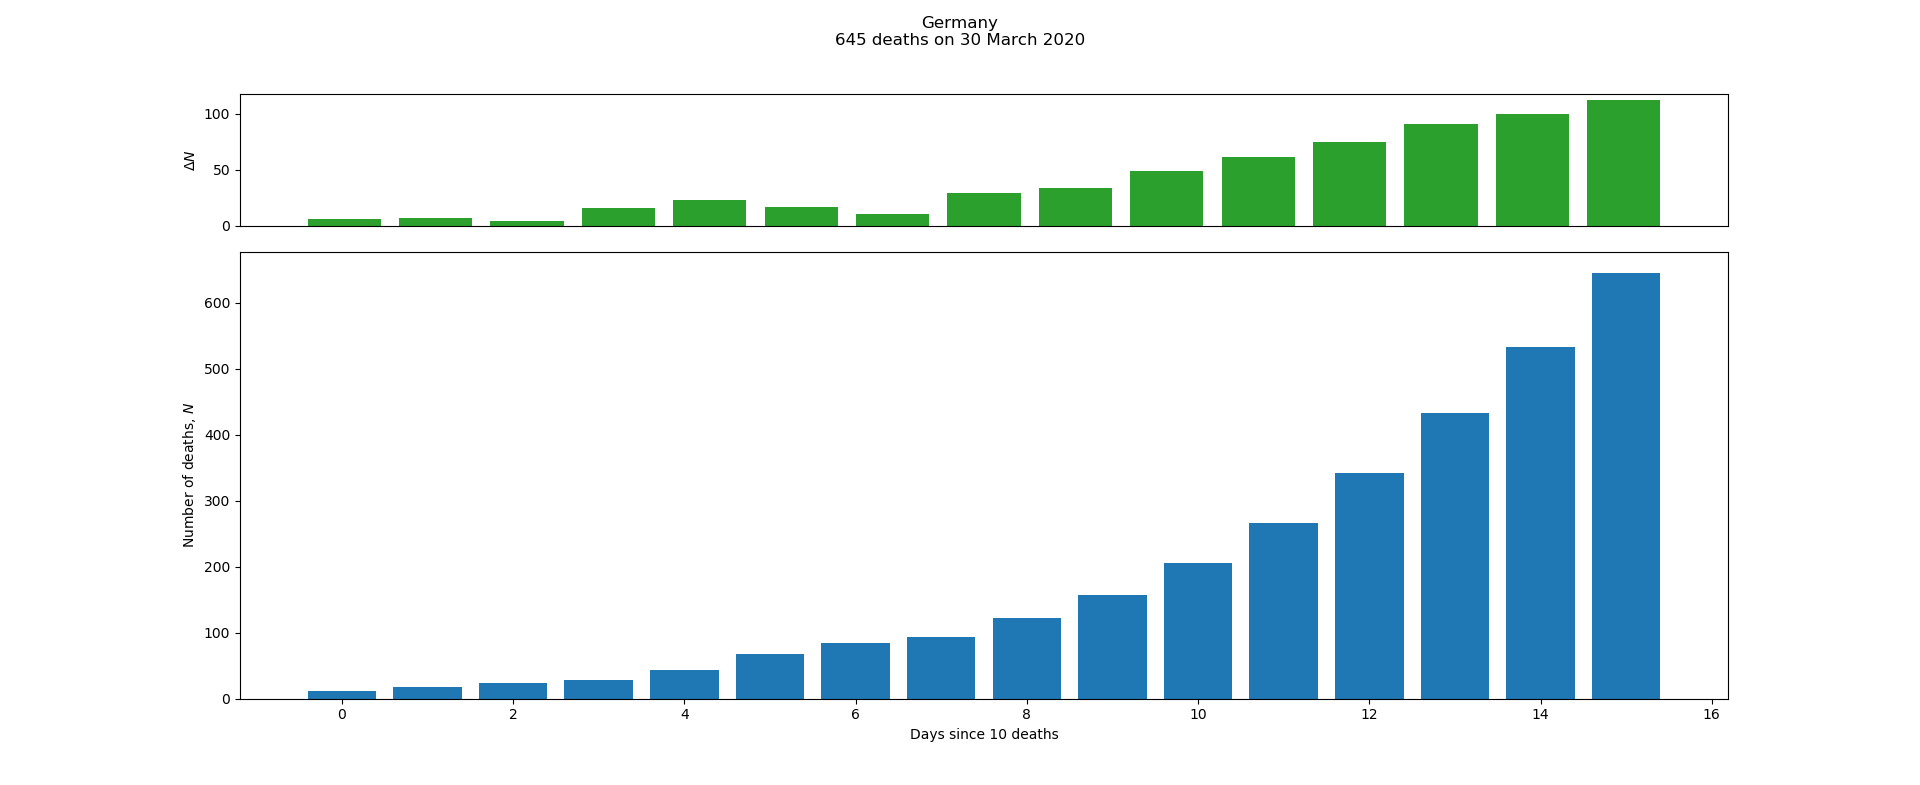 Germany
645 deaths on 30 March 2020
100
50
0
ΔN
600
500
400
300
200
100
0
Number of deaths, N
0 2 4 6 8 10 12 14 16
Days since 10 deaths